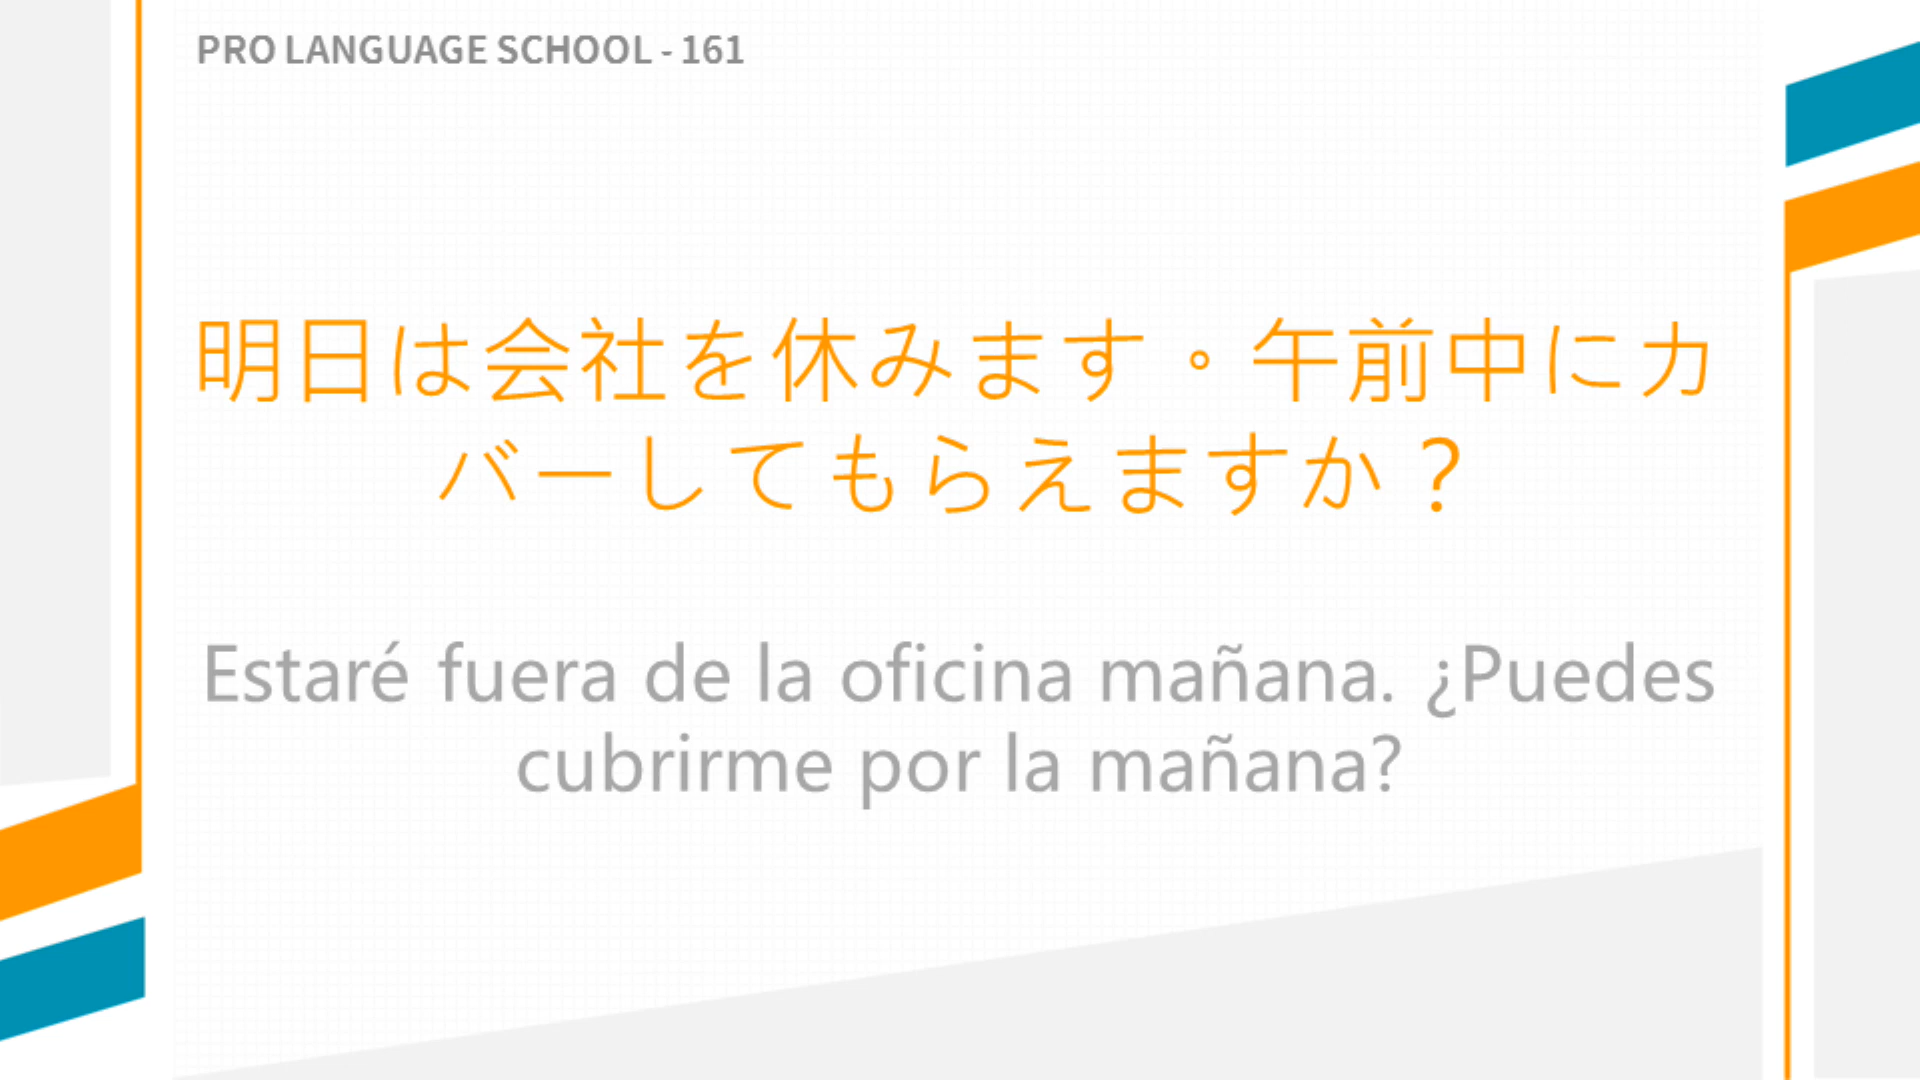 PRO LANGUAGE SCHOOL - 161
明日は会社を休みます。午前中にカ
バーしてもらえますか？
Estaré fuera de la oficina mañana. ¿Puedes
cubrirme por la mañana?